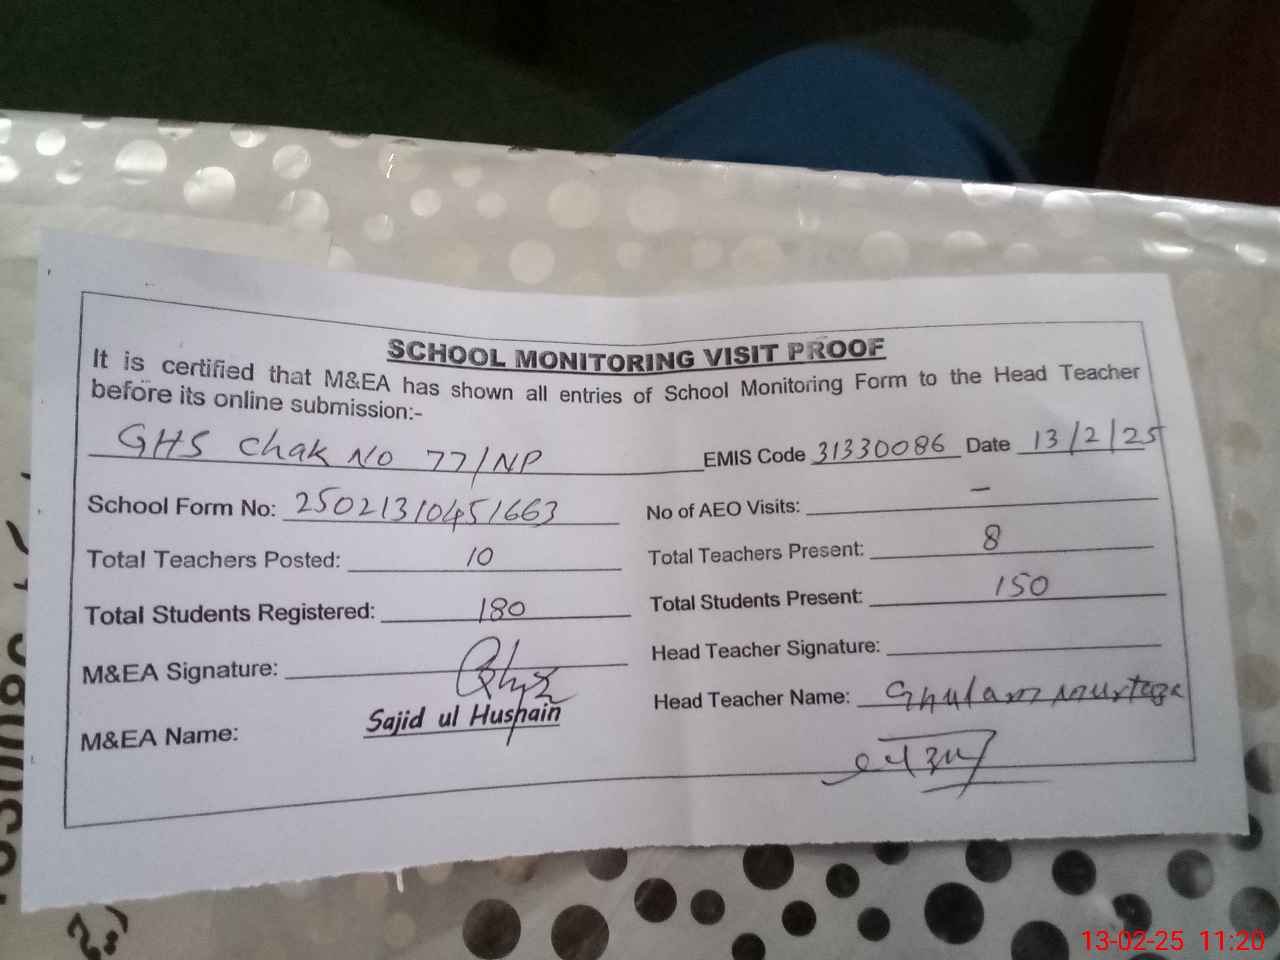 SCHOOL MONITORING VISIT PROOF
It is certified that M&EA has shown all entries of School Monitoring Form to the Head Teacher
before its online submission:-
GHS Chak No 77/NP EMIS Code 31330086 Date 13/2/25
School Form No: 25021310451663 No of AEO Visits: –
Total Teachers Posted: 10 Total Teachers Present: 8
Total Students Registered: 180 Total Students Present: 150
M&EA Signature: Head Teacher Signature:
M&EA Name: Sajid ul Husnain Head Teacher Name: Ghulam Murtaza
13-02-25 11:20